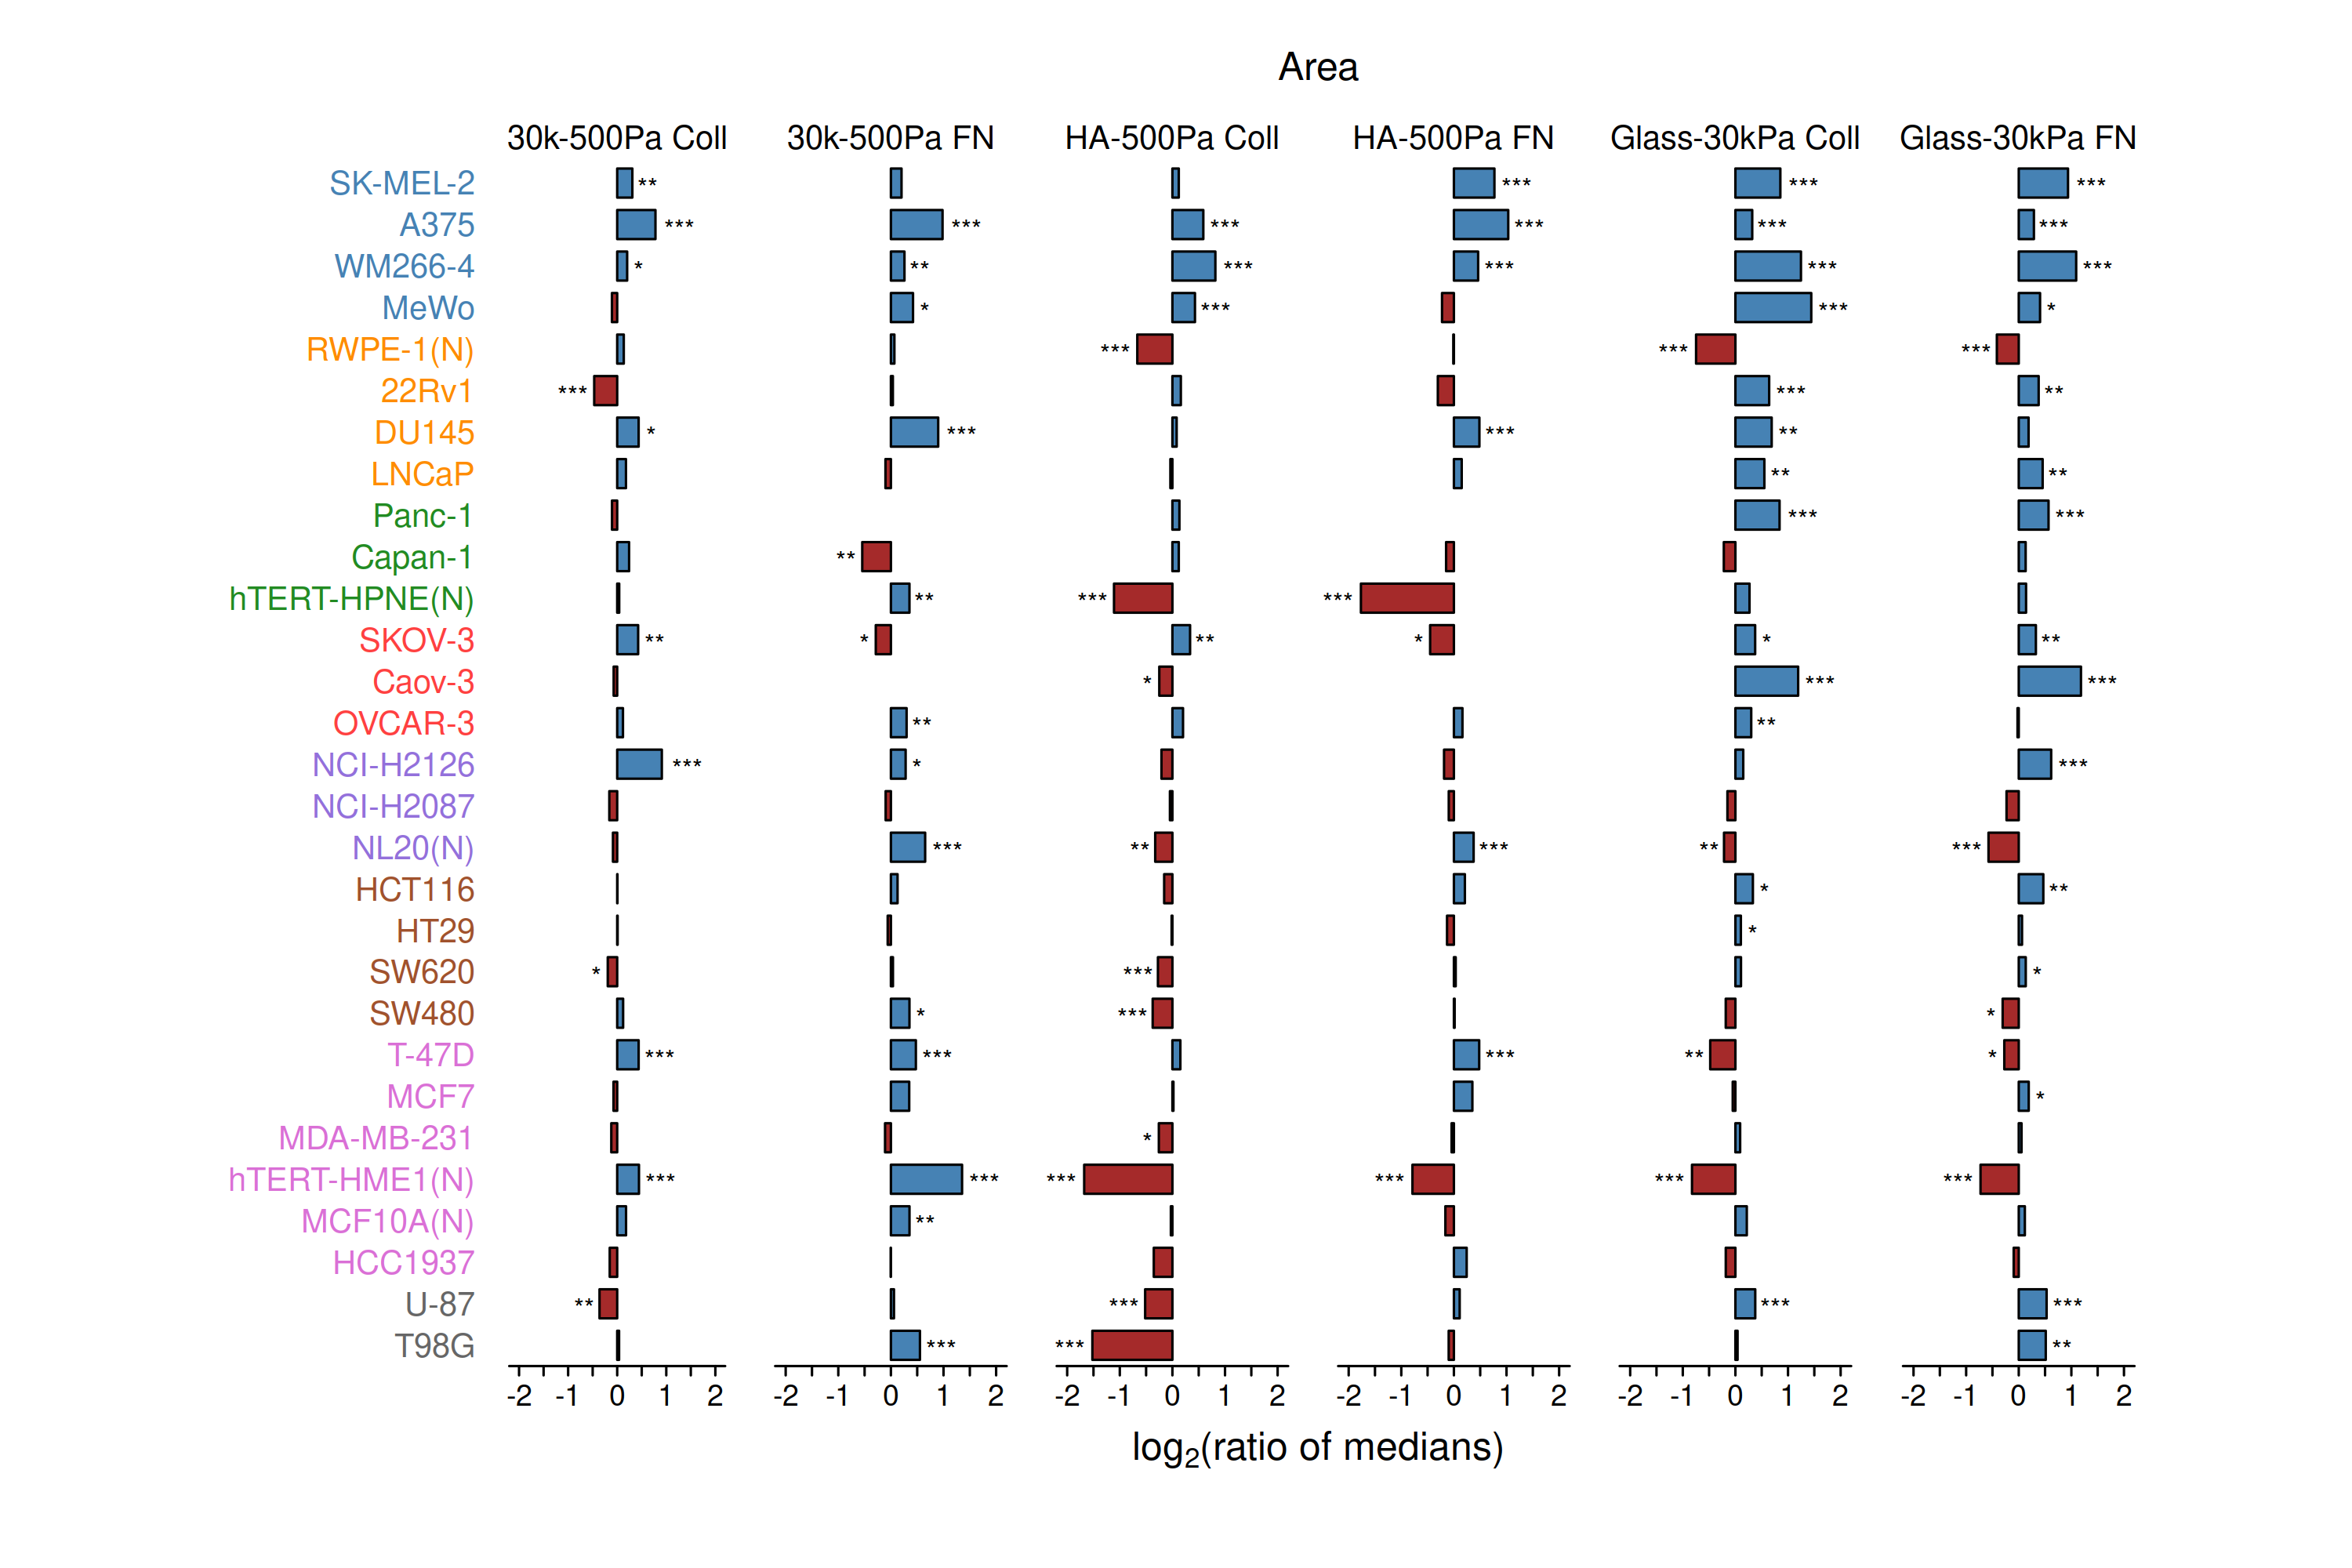 Area
30k-500Pa Coll 30k-500Pa FN HA-500Pa Coll HA-500Pa FN Glass-30kPa Coll Glass-30kPa FN
SK-MEL-2 ** *** *** ***
A375 *** *** *** *** *** ***
WM266-4 * ** *** *** *** ***
MeWo * *** *** *
RWPE-1(N) *** *** ***
22Rv1 *** *** **
DU145 * *** *** **
LNCaP ** **
Panc-1 *** ***
Capan-1 **
hTERT-HPNE(N) ** *** ***
SKOV-3 ** * ** * * **
Caov-3 * *** ***
OVCAR-3 ** **
NCI-H2126 *** * ***
NCI-H2087
NL20(N) *** ** *** ** ***
HCT116 * **
HT29 *
SW620 * *** *
SW480 * *** *
T-47D *** *** *** ** *
MCF7 *
MDA-MB-231 *
hTERT-HME1(N) *** *** *** *** *** ***
MCF10A(N) **
HCC1937
U-87 ** *** *** ***
T98G *** *** **
-2 -1 0 1 2 -2 -1 0 1 2 -2 -1 0 1 2 -2 -1 0 1 2 -2 -1 0 1 2 -2 -1 0 1 2
log₂(ratio of medians)